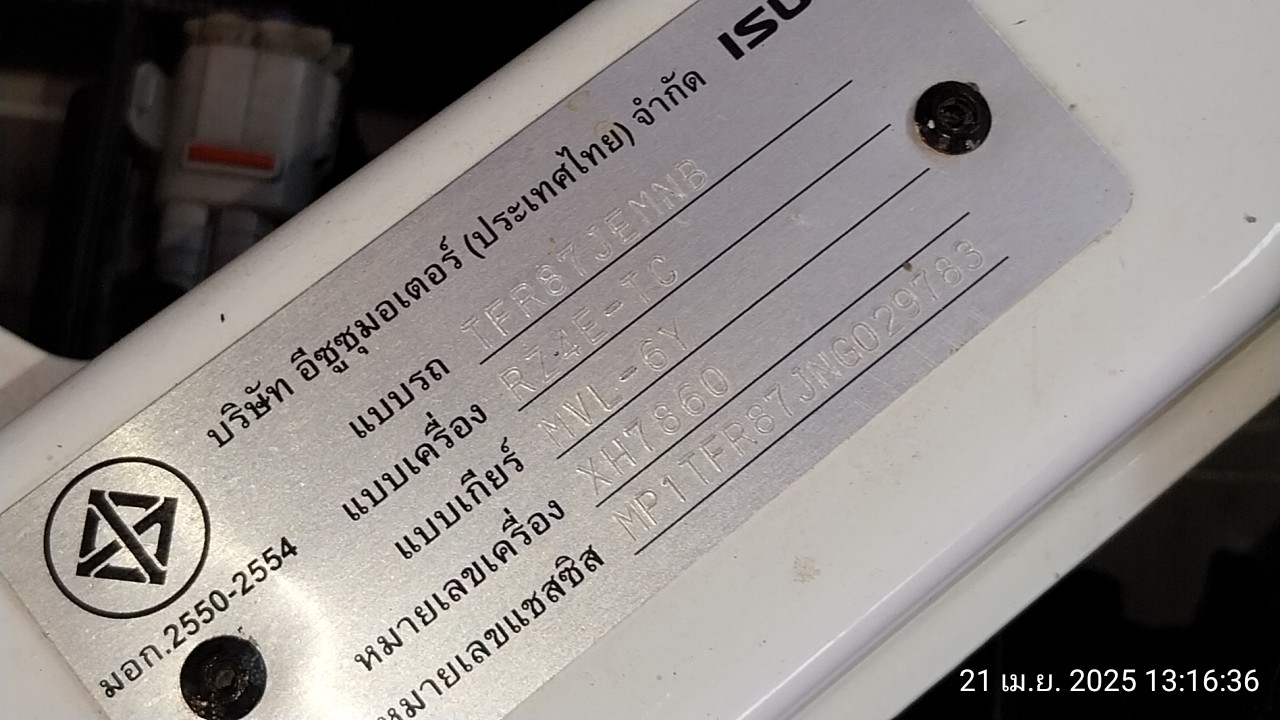 ISU
บริษัท อีซูซุมอเตอร์ (ประเทศไทย) จำกัด
แบบรถ TFR87JEMNB
แบบเครื่อง RZ4E-TC
แบบเกียร์ MVL-6Y
หมายเลขเครื่อง XH7860
หมายเลขแชสซิส MP1TFR87JNG029783
มอก.2550-2554
21 เม.ย. 2025 13:16:36